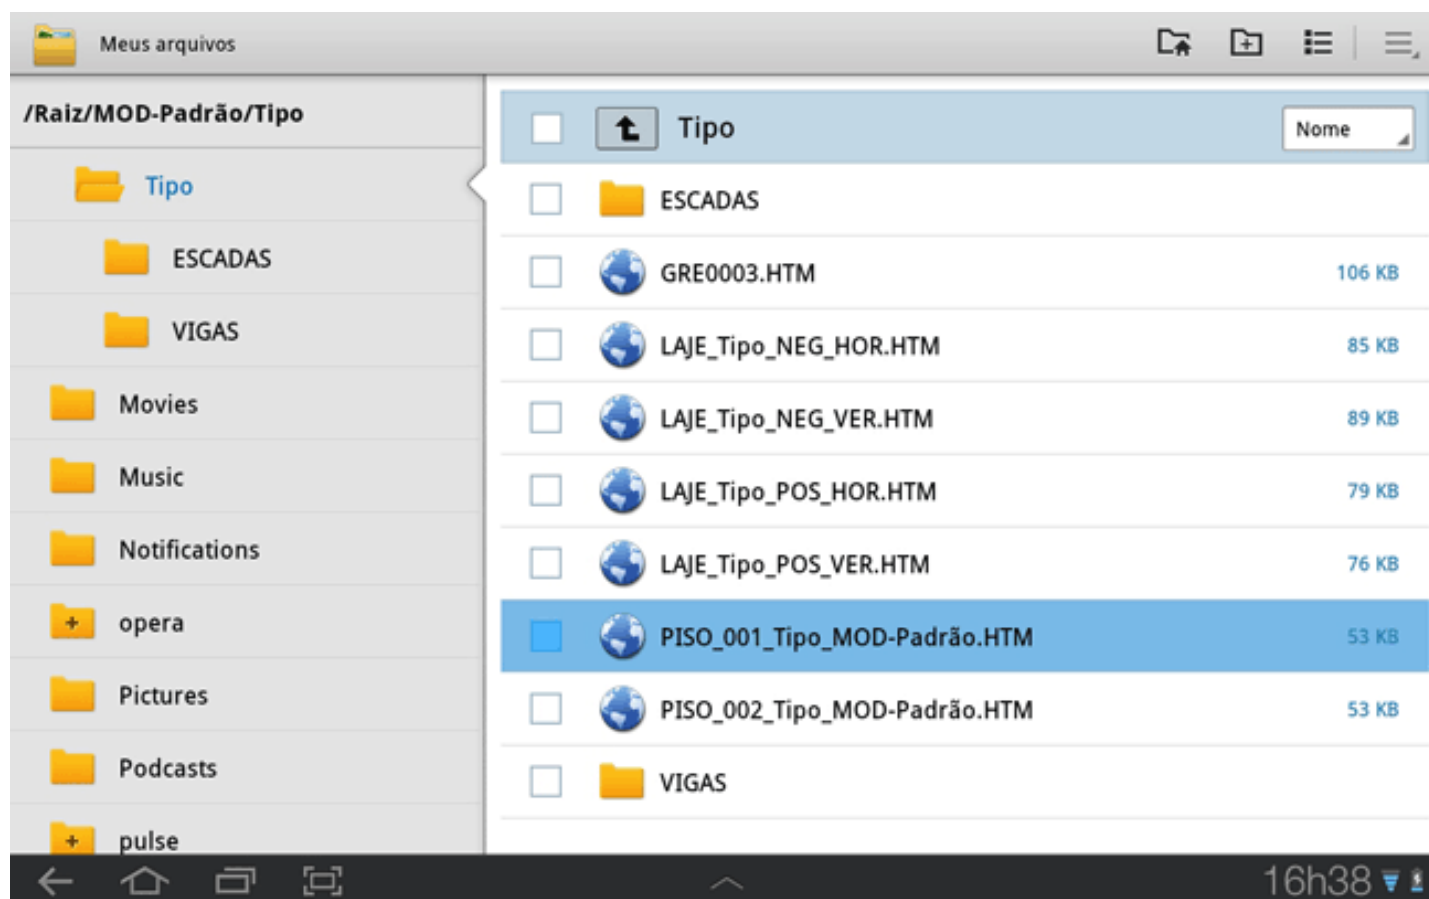 Meus arquivos
/Raiz/MOD-Padrão/Tipo
Tipo
ESCADAS
VIGAS
Movies
Music
Notifications
opera
Pictures
Podcasts
pulse
Tipo
Nome
ESCADAS
GRE0003.HTM 106 KB
LAJE_Tipo_NEG_HOR.HTM 85 KB
LAJE_Tipo_NEG_VER.HTM 89 KB
LAJE_Tipo_POS_HOR.HTM 79 KB
LAJE_Tipo_POS_VER.HTM 76 KB
PISO_001_Tipo_MOD-Padrão.HTM 53 KB
PISO_002_Tipo_MOD-Padrão.HTM 53 KB
VIGAS
16h38